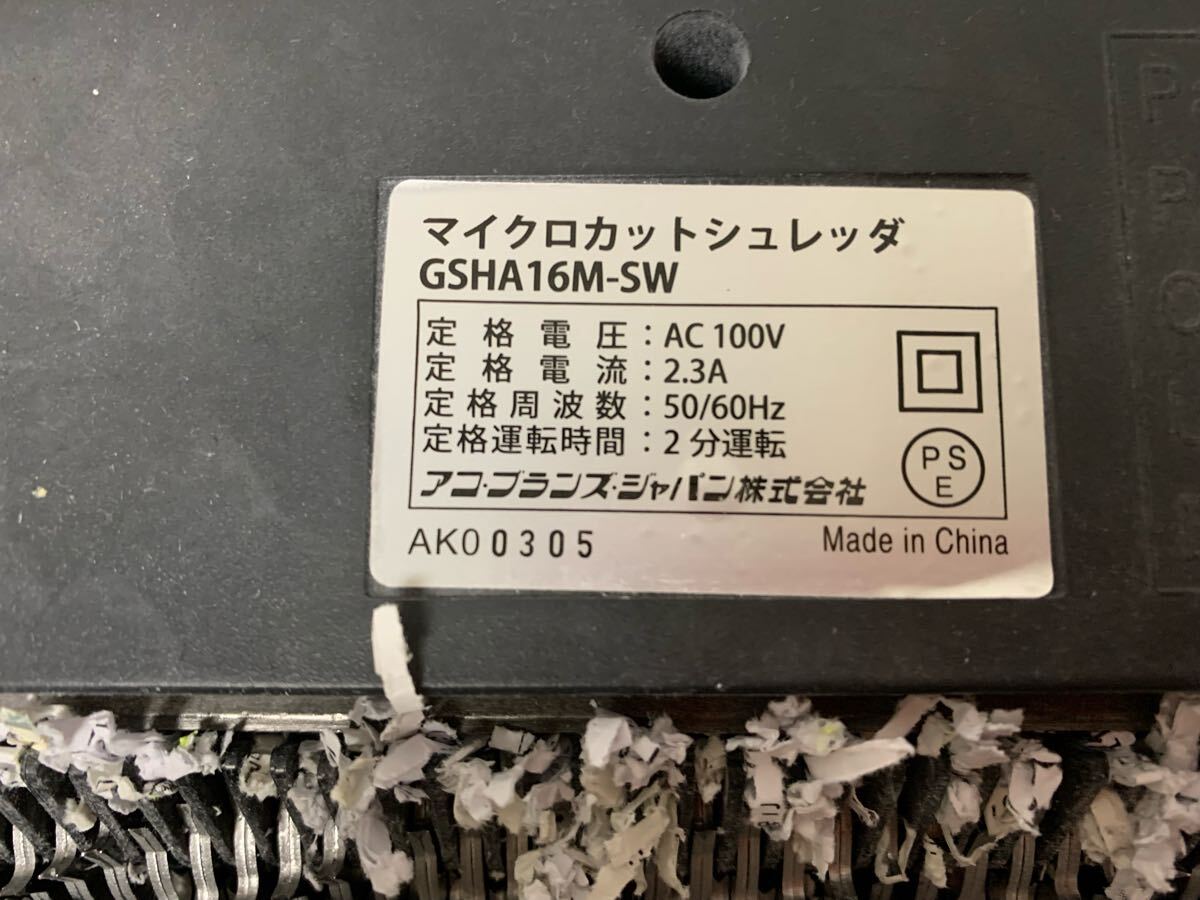 マイクロカットシュレッダ
GSHA16M-SW
定格電圧：AC 100V
定格電流：2.3A
定格周波数：50/60Hz
定格運転時間：2分運転
アコ・ブランズ・ジャパン株式会社
PS
E
AK00305
Made in China